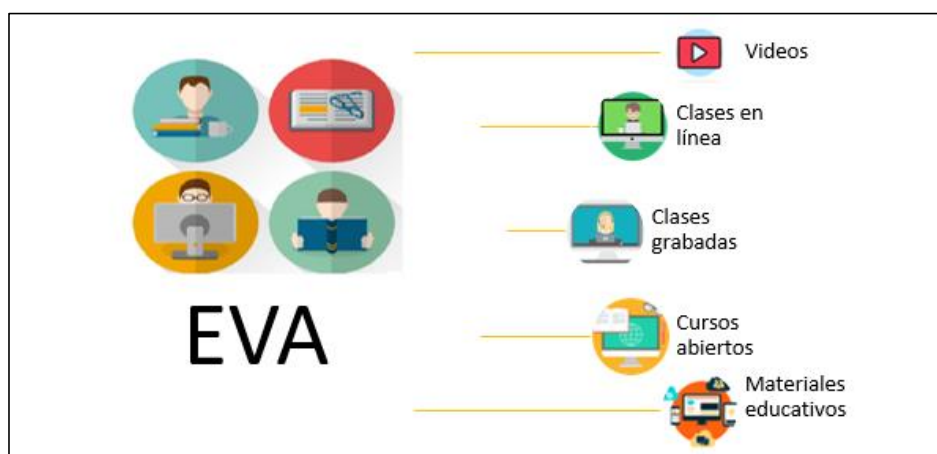 Videos
Clases en
línea
Clases
grabadas
EVA
Cursos
abiertos
Materiales
educativos